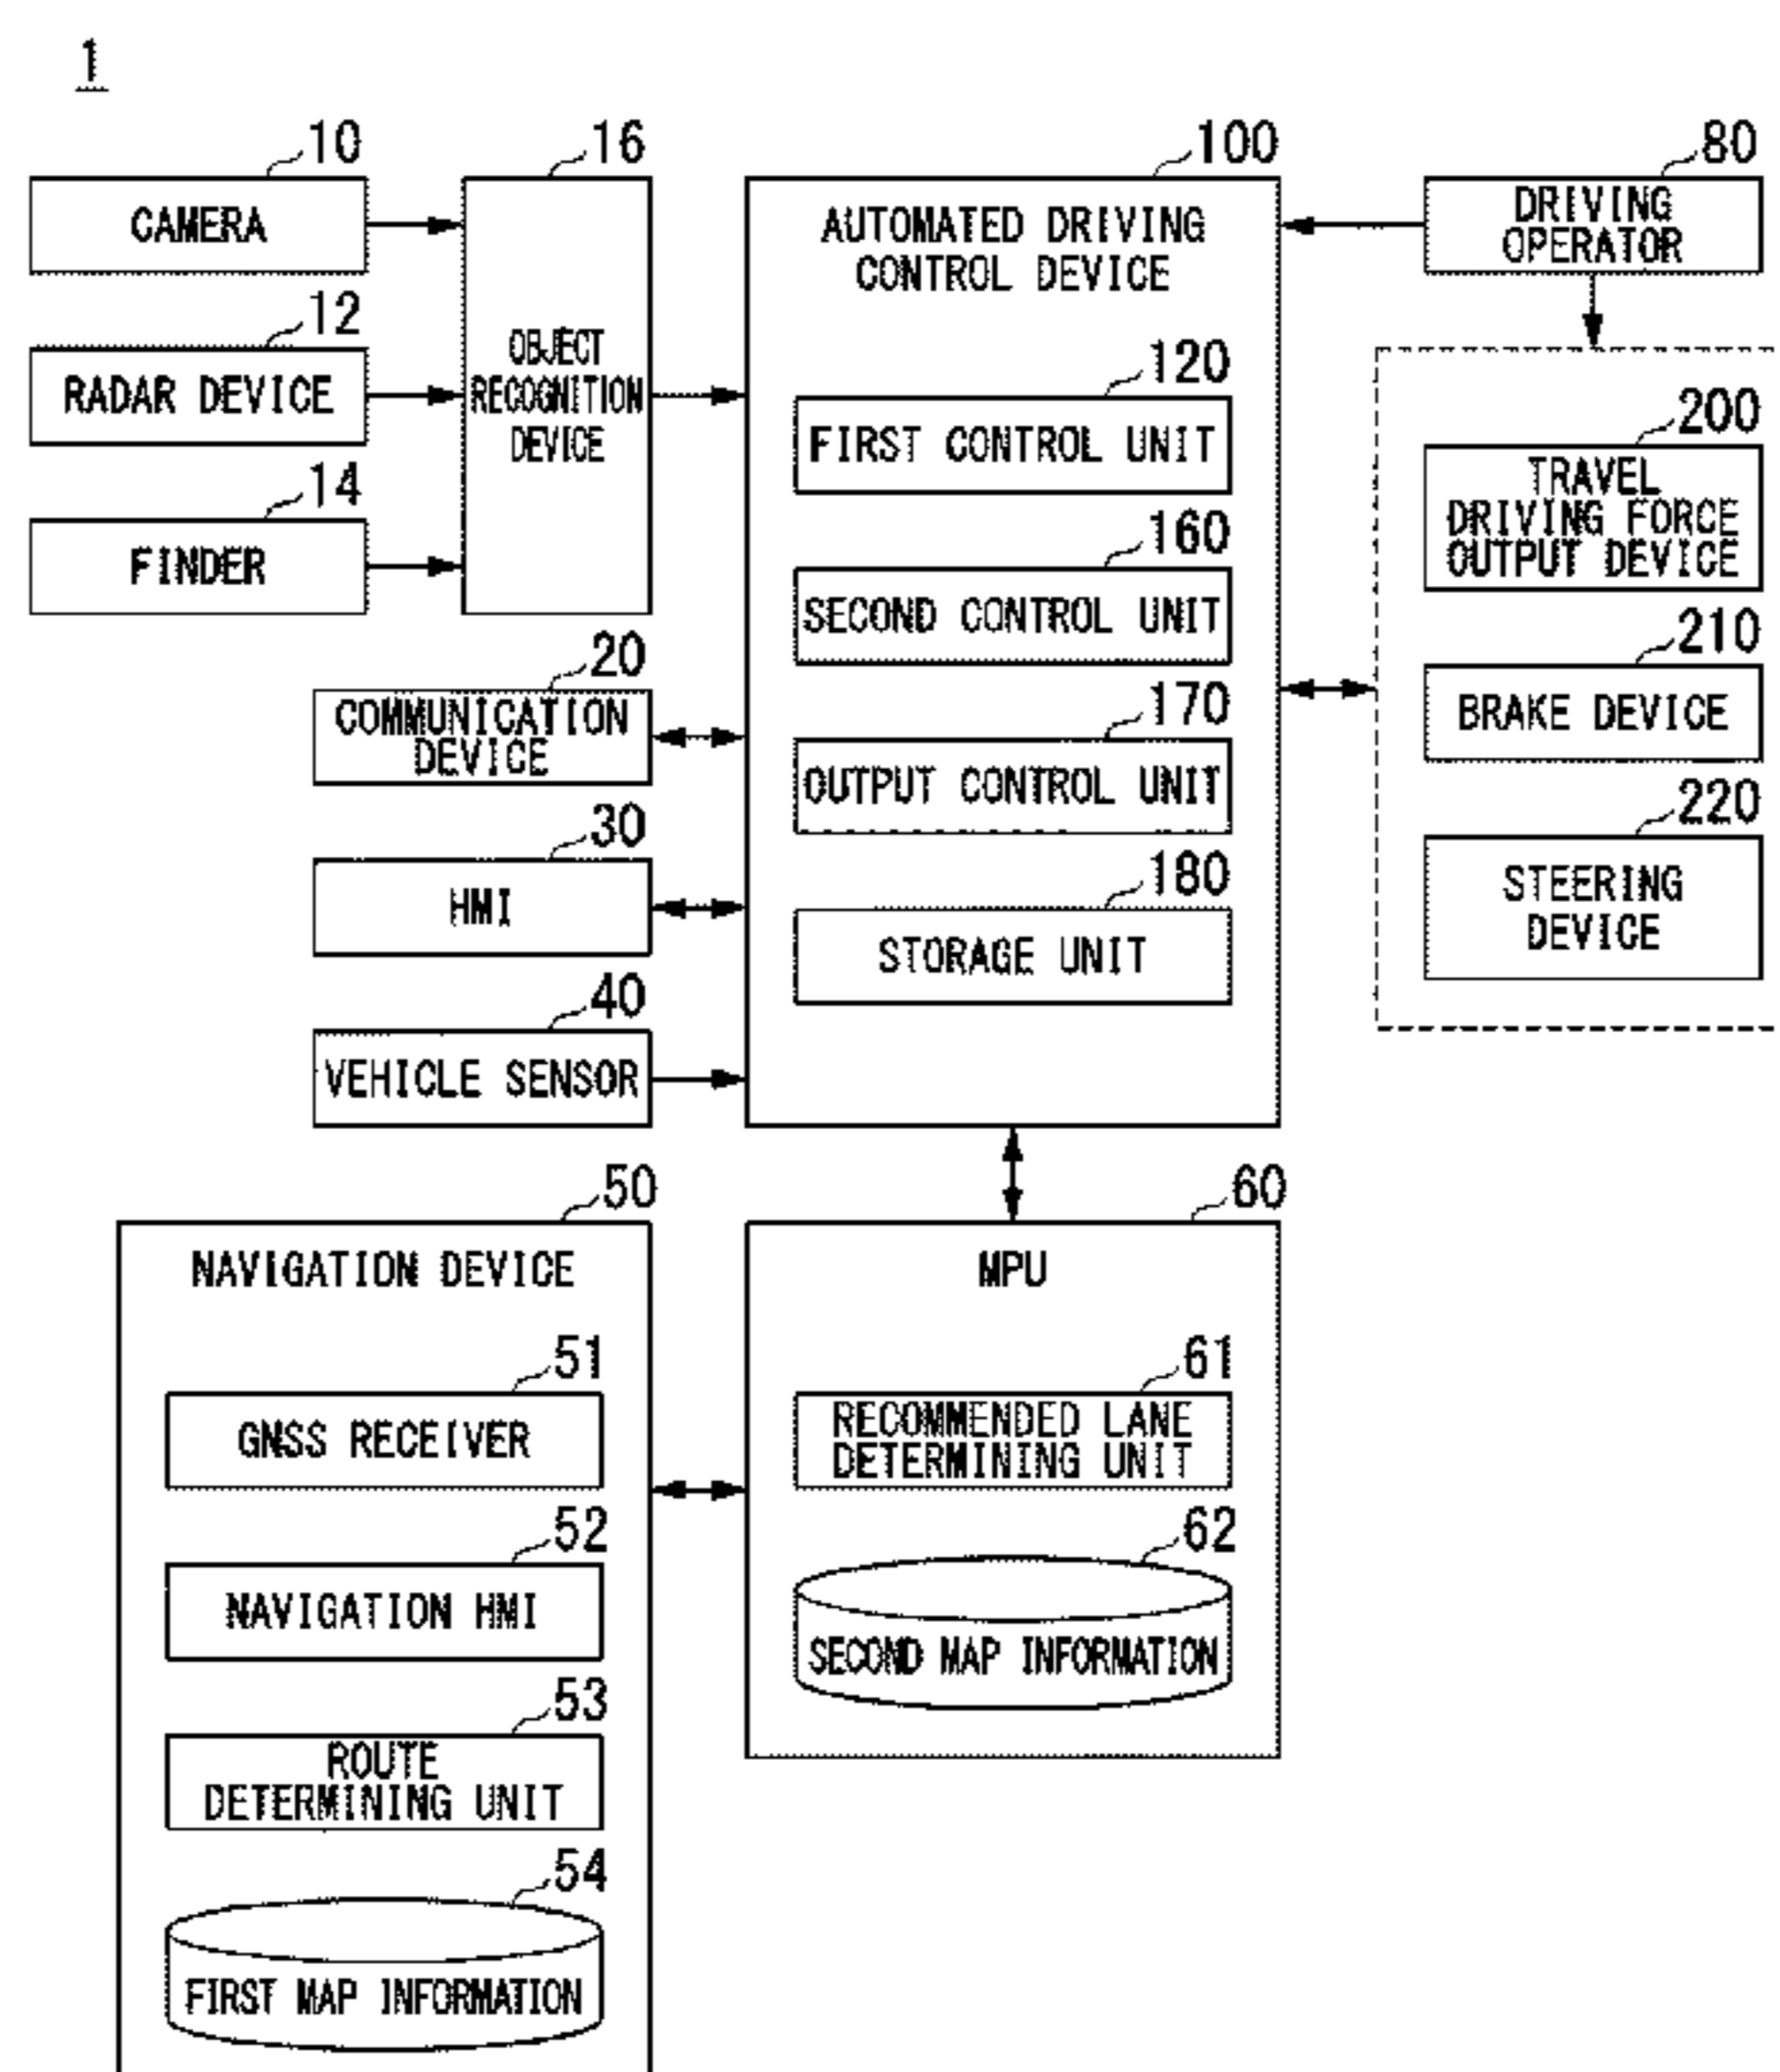 1
10
CAMERA
12
RADAR DEVICE
14
FINDER
16
OBJECT
RECOGNITION
DEVICE
20
COMMUNICATION
DEVICE
30
HMI
40
VEHICLE SENSOR
100
AUTOMATED DRIVING
CONTROL DEVICE
120
FIRST CONTROL UNIT
160
SECOND CONTROL UNIT
170
OUTPUT CONTROL UNIT
180
STORAGE UNIT
80
DRIVING
OPERATOR
200
TRAVEL
DRIVING FORCE
OUTPUT DEVICE
210
BRAKE DEVICE
220
STEERING
DEVICE
50
NAVIGATION DEVICE
51
GNSS RECEIVER
52
NAVIGATION HMI
53
ROUTE
DETERMINING UNIT
54
FIRST MAP INFORMATION
60
MPU
61
RECOMMENDED LANE
DETERMINING UNIT
62
SECOND MAP INFORMATION